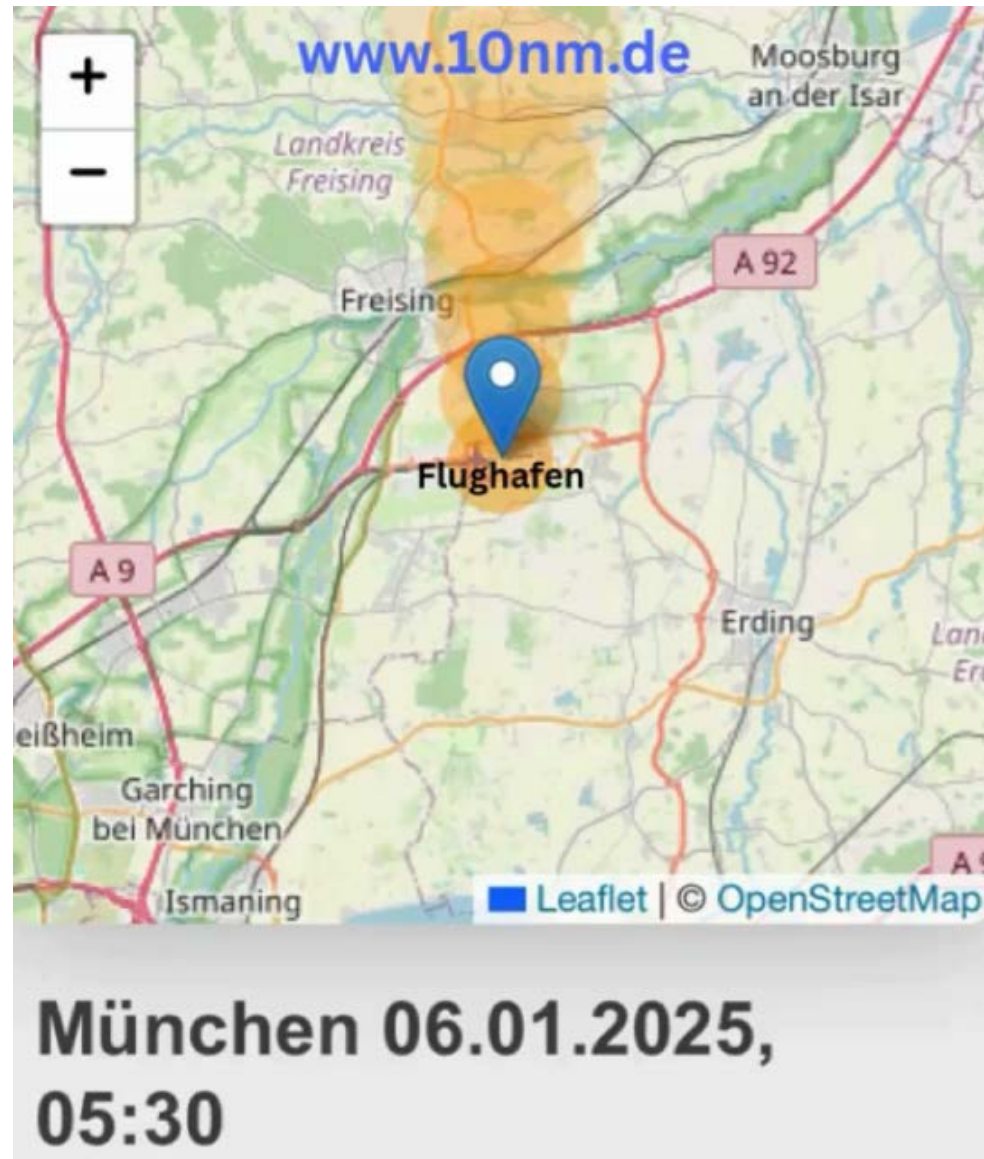 +
www.10nm.de
Moosburg
an der Isar
−
Landkreis
Freising
A 92
Freising
Flughafen
A 9
Erding
eißheim
Garching
bei München
Ismaning
Leaflet | © OpenStreetMap
München 06.01.2025,
05:30